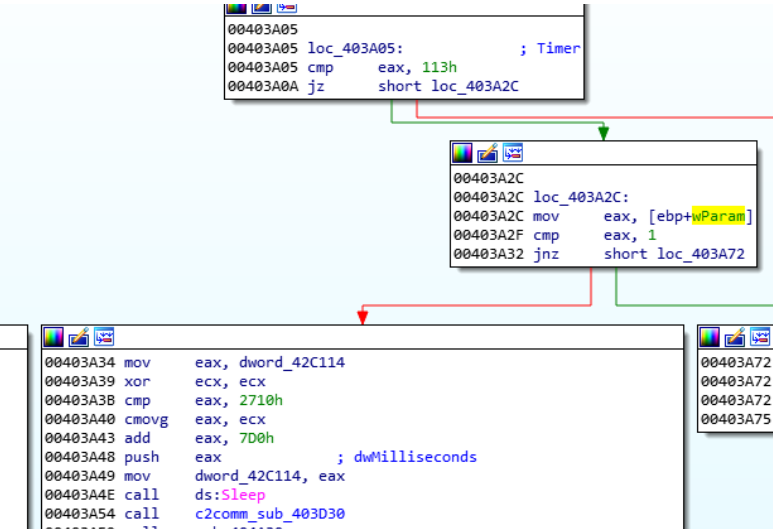 00403A05
00403A05 loc_403A05: ; Timer
00403A05 cmp eax, 113h
00403A0A jz short loc_403A2C
00403A2C
00403A2C loc_403A2C:
00403A2C mov eax, [ebp+wParam]
00403A2F cmp eax, 1
00403A32 jnz short loc_403A72
00403A34 mov eax, dword_42C114
00403A39 xor ecx, ecx
00403A3B cmp eax, 2710h
00403A40 cmovg eax, ecx
00403A43 add eax, 7D0h
00403A48 push eax ; dwMilliseconds
00403A49 mov dword_42C114, eax
00403A4E call ds:Sleep
00403A54 call c2comm_sub_403D30
00403A72
00403A72
00403A72
00403A75